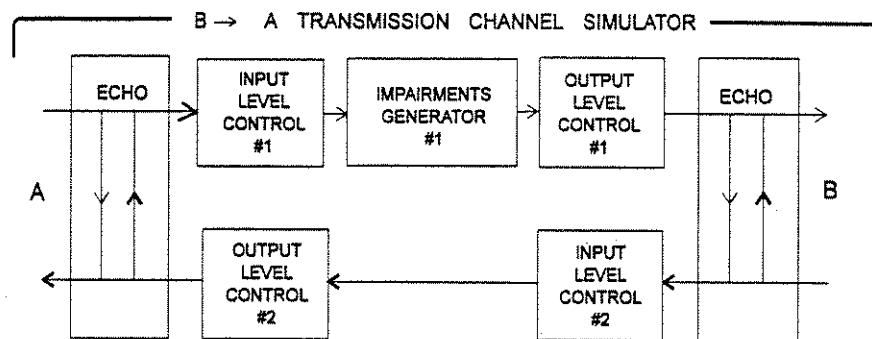 B → A TRANSMISSION CHANNEL SIMULATOR
ECHO
INPUT
LEVEL
CONTROL
#1
IMPAIRMENTS
GENERATOR
#1
OUTPUT
LEVEL
CONTROL
#1
ECHO
A
B
OUTPUT
LEVEL
CONTROL
#2
INPUT
LEVEL
CONTROL
#2